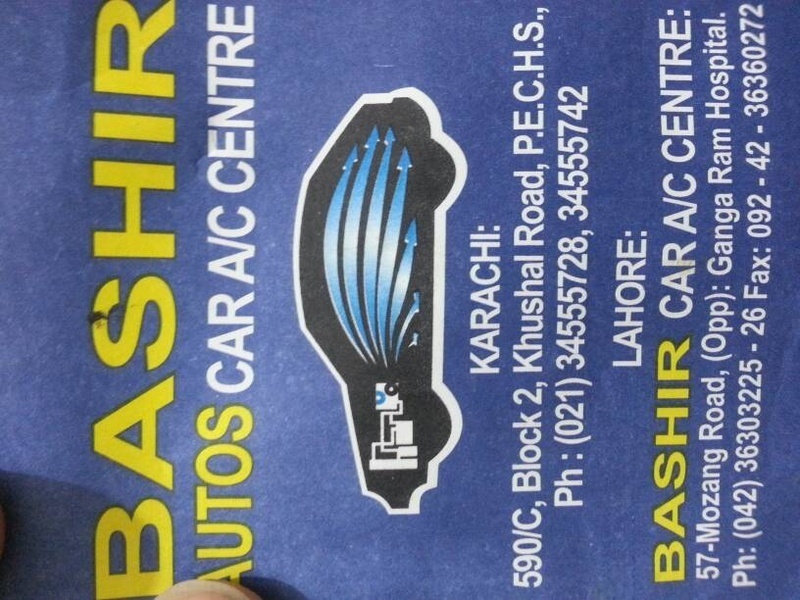 BASHIR
AUTOS CAR A/C CENTRE
KARACHI:
590/C, Block 2, Khushal Road, P.E.C.H.S.,
Ph : (021) 34555728, 34555742
LAHORE:
BASHIR CAR A/C CENTRE:
57-Mozang Road, (Opp): Ganga Ram Hospital.
Ph: (042) 36303225 - 26 Fax: 092 - 42 - 36360272